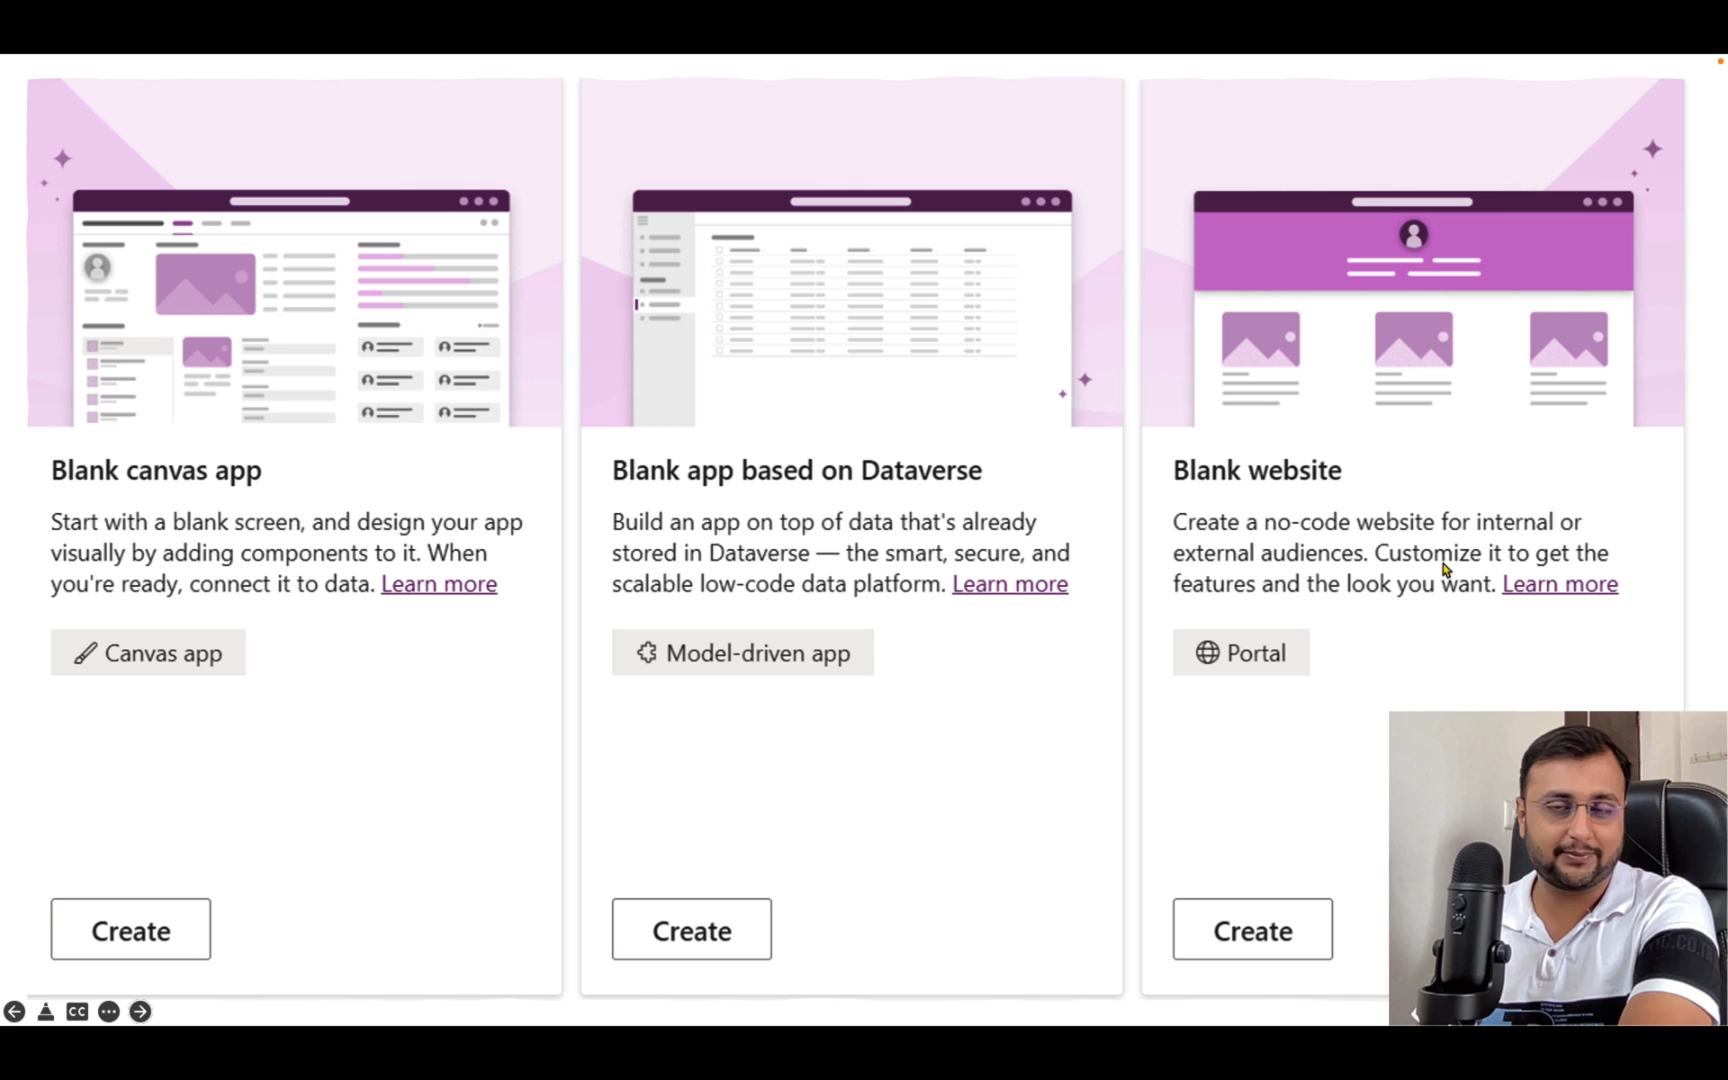 Blank canvas app
Start with a blank screen, and design your app
visually by adding components to it. When
you're ready, connect it to data. Learn more
Canvas app
Create
Blank app based on Dataverse
Build an app on top of data that's already
stored in Dataverse — the smart, secure, and
scalable low-code data platform. Learn more
Model-driven app
Create
Blank website
Create a no-code website for internal or
external audiences. Customize it to get the
features and the look you want. Learn more
Portal
Create
CC